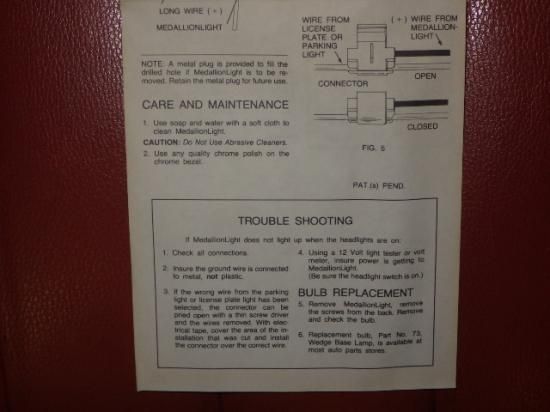 LONG WIRE (+)
MEDALLIONLIGHT
NOTE: A metal plug is provided to fill the
drilled hole if MedallionLight is to be re-
moved. Retain the metal plug for future use.
CARE AND MAINTENANCE
1. Use soap and water with a soft cloth to
clean MedallionLight.
CAUTION: Do Not Use Abrasive Cleaners.
2. Use any quality chrome polish on the
chrome bezel.
WIRE FROM
LICENSE
PLATE OR
PARKING
LIGHT
(+) WIRE FROM
MEDALLION-
LIGHT
OPEN
CONNECTOR
CLOSED
FIG. 5
PAT.(s) PEND.
TROUBLE SHOOTING
If MedallionLight does not light up when the headlights are on:
1. Check all connections.
2. Insure the ground wire is connected
to metal, not plastic.
3. If the wrong wire from the parking
light or license plate light has been
selected, the connector can be
pried open with a thin screw driver
and the wires removed. With elec-
trical tape, cover the area of the in-
stallation that was cut and install
the connector over the correct wire.
4. Using a 12 Volt light tester or volt
meter, insure power is getting to
MedallionLight.
(Be sure the headlight switch is on.)
BULB REPLACEMENT
5. Remove MedallionLight, remove
the screws from the back. Remove
and check the bulb.
6. Replacement bulb, Part No. 73,
Wedge Base Lamp, is available at
most auto parts stores.